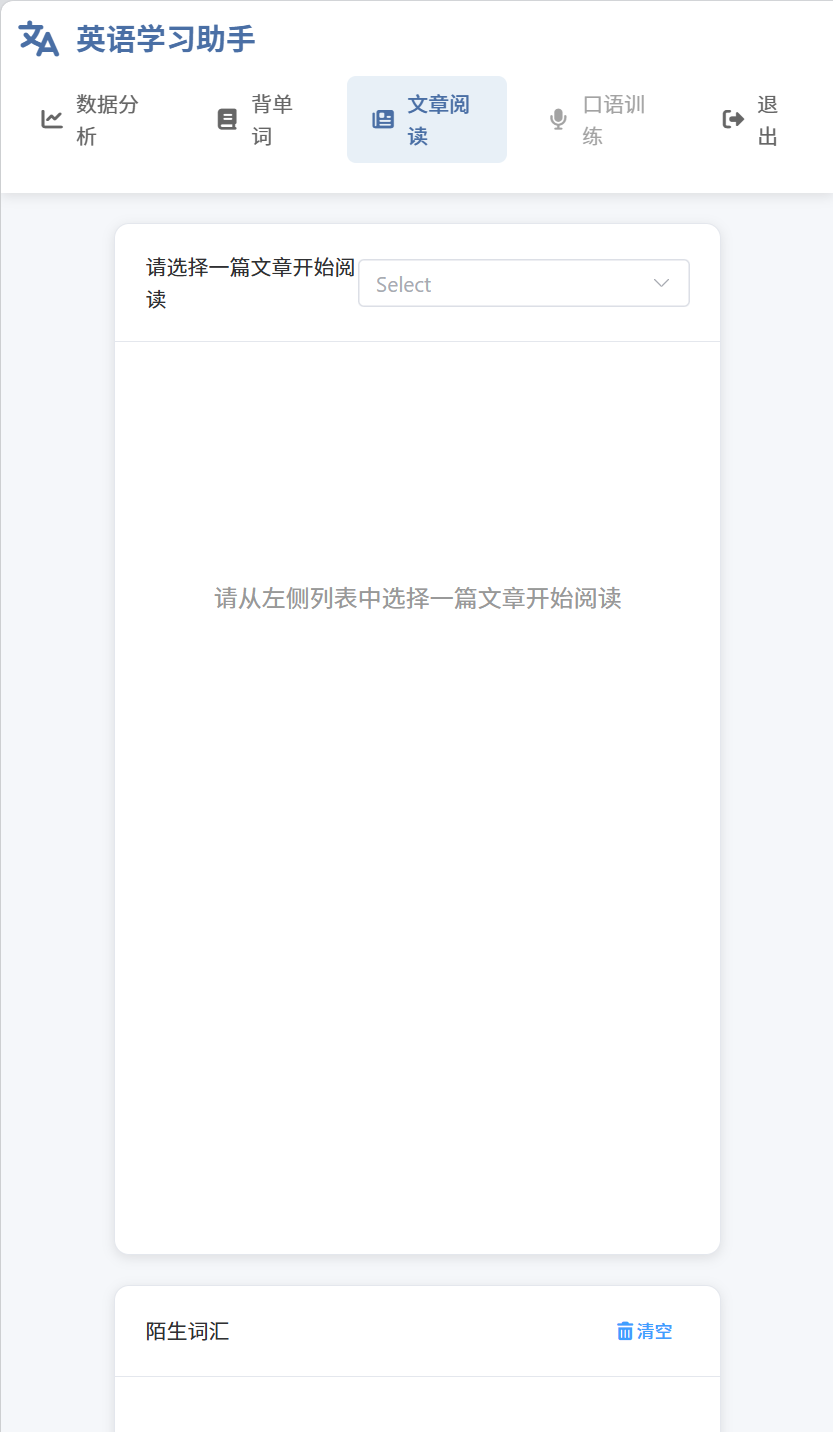 英语学习助手
数据分
析
背单
词
文章阅
读
口语训
练
退
出
请选择一篇文章开始阅
读
Select
请从左侧列表中选择一篇文章开始阅读
陌生词汇
清空